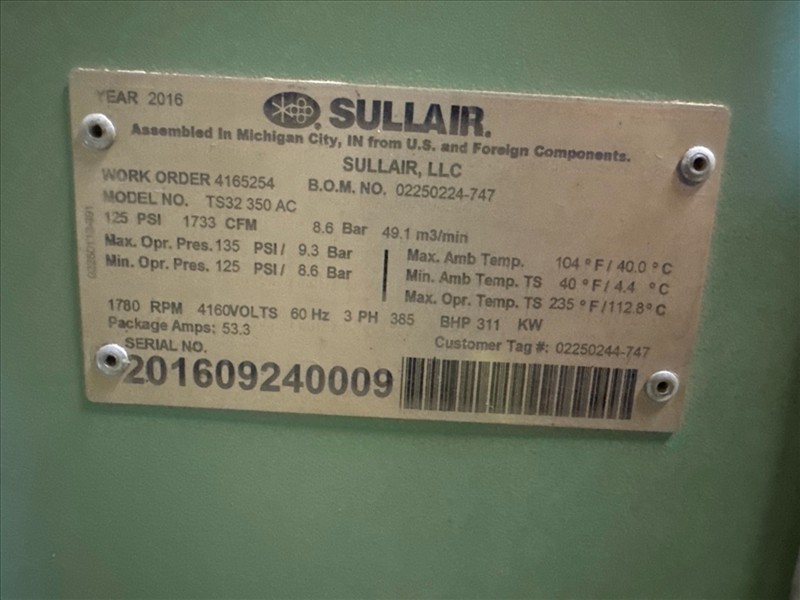 YEAR 2016
SULLAIR.
Assembled In Michigan City, IN from U.S. and Foreign Components.
SULLAIR, LLC
WORK ORDER 4165254 B.O.M. NO. 02250224-747
MODEL NO. TS32 350 AC
125 PSI 1733 CFM 8.6 Bar 49.1 m3/min
Max. Opr. Pres. 135 PSI / 9.3 Bar
Min. Opr. Pres. 125 PSI / 8.6 Bar
Max. Amb Temp. 104 °F / 40.0 °C
Min. Amb Temp. TS 40 °F / 4.4 °C
Max. Opr. Temp. TS 235 °F / 112.8°C
1780 RPM 4160VOLTS 60 Hz 3 PH 385 BHP 311 KW
Package Amps: 53.3
Customer Tag #: 02250244-747
SERIAL NO.
201609240009